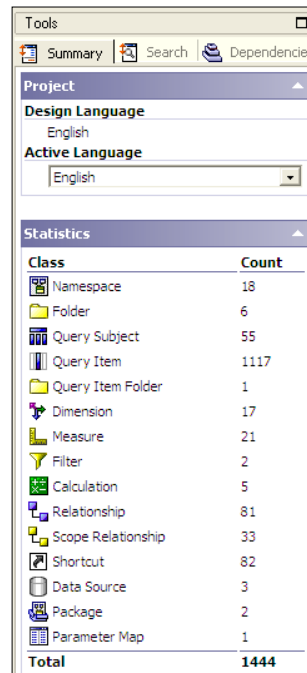 Tools
Summary Search Dependencie
Project
Design Language
English
Active Language
English
Statistics
Class Count
Namespace 18
Folder 6
Query Subject 55
Query Item 1117
Query Item Folder 1
Dimension 17
Measure 21
Filter 2
Calculation 5
Relationship 81
Scope Relationship 33
Shortcut 82
Data Source 3
Package 2
Parameter Map 1
Total 1444